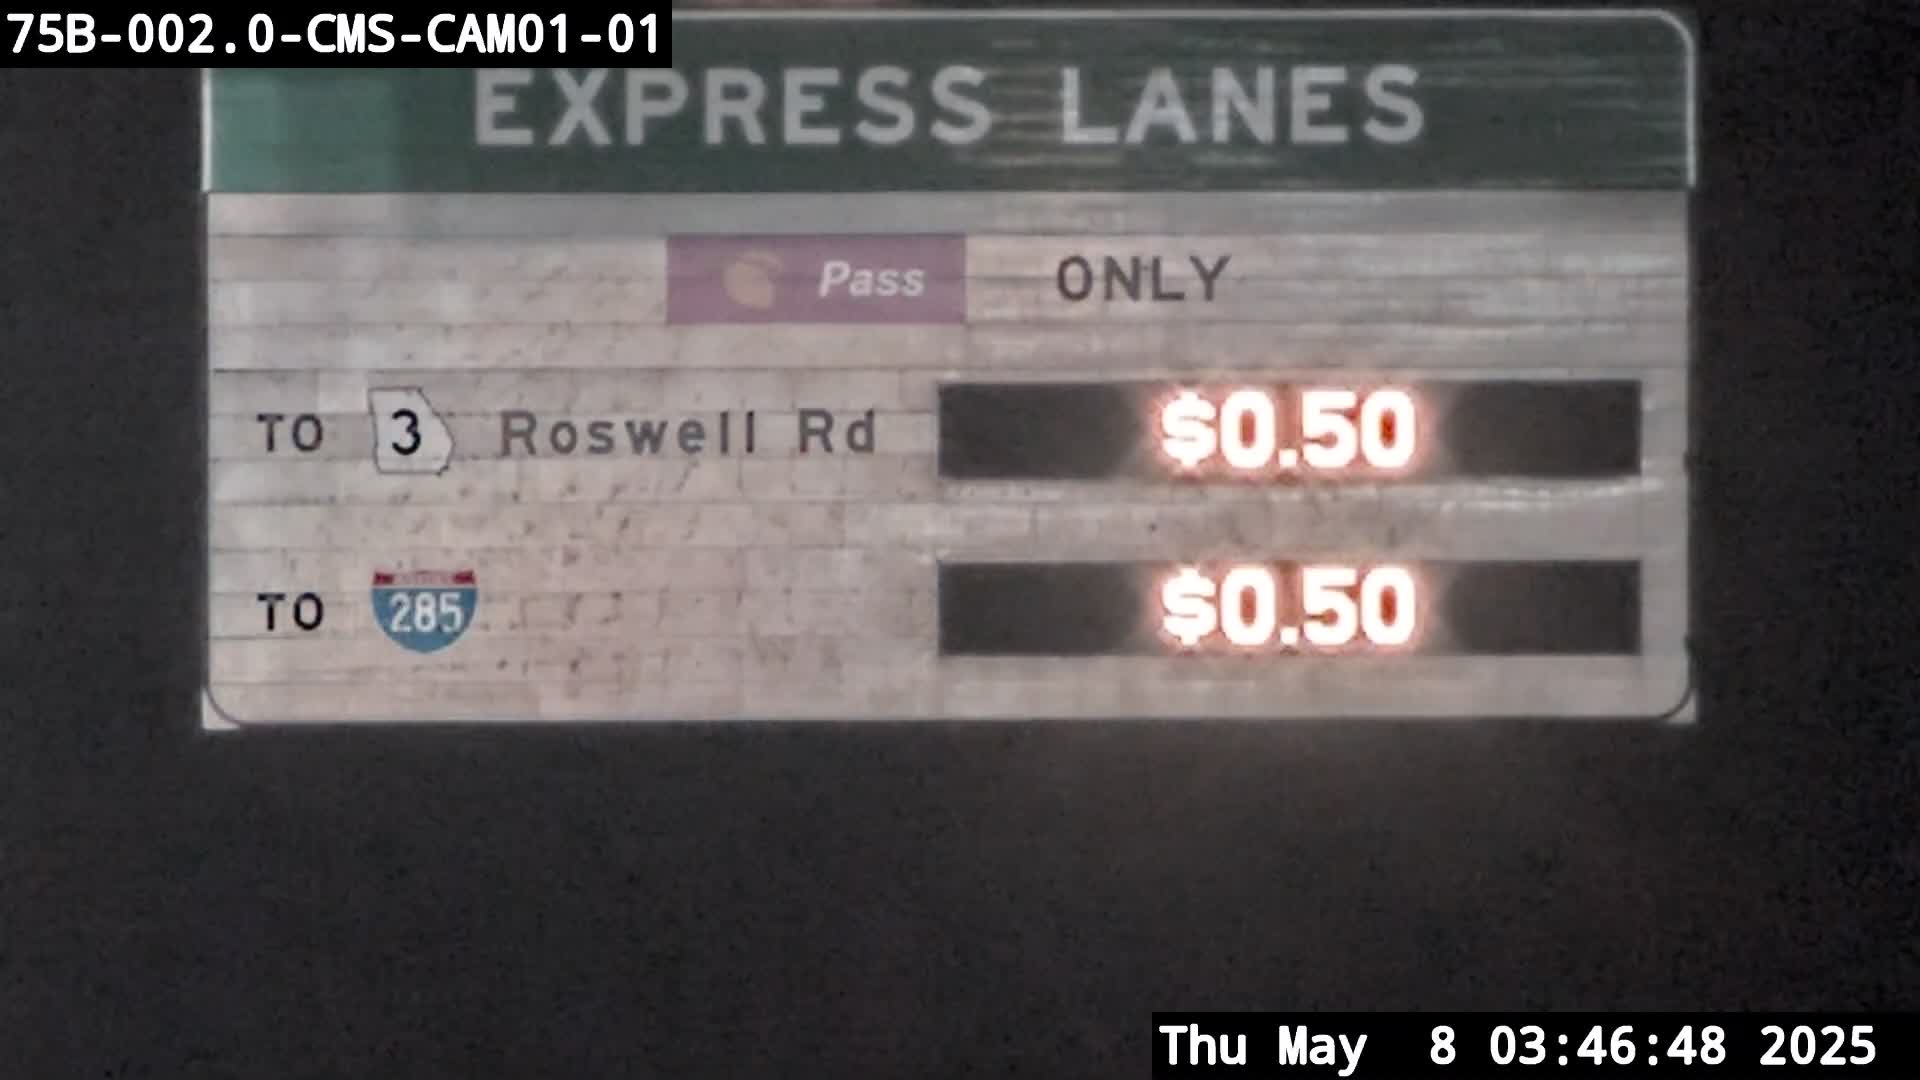 75B-002.0-CMS-CAM01-01
EXPRESS LANES
Pass ONLY
TO 3 Roswell Rd $0.50
TO 285 $0.50
Thu May 8 03:46:48 2025